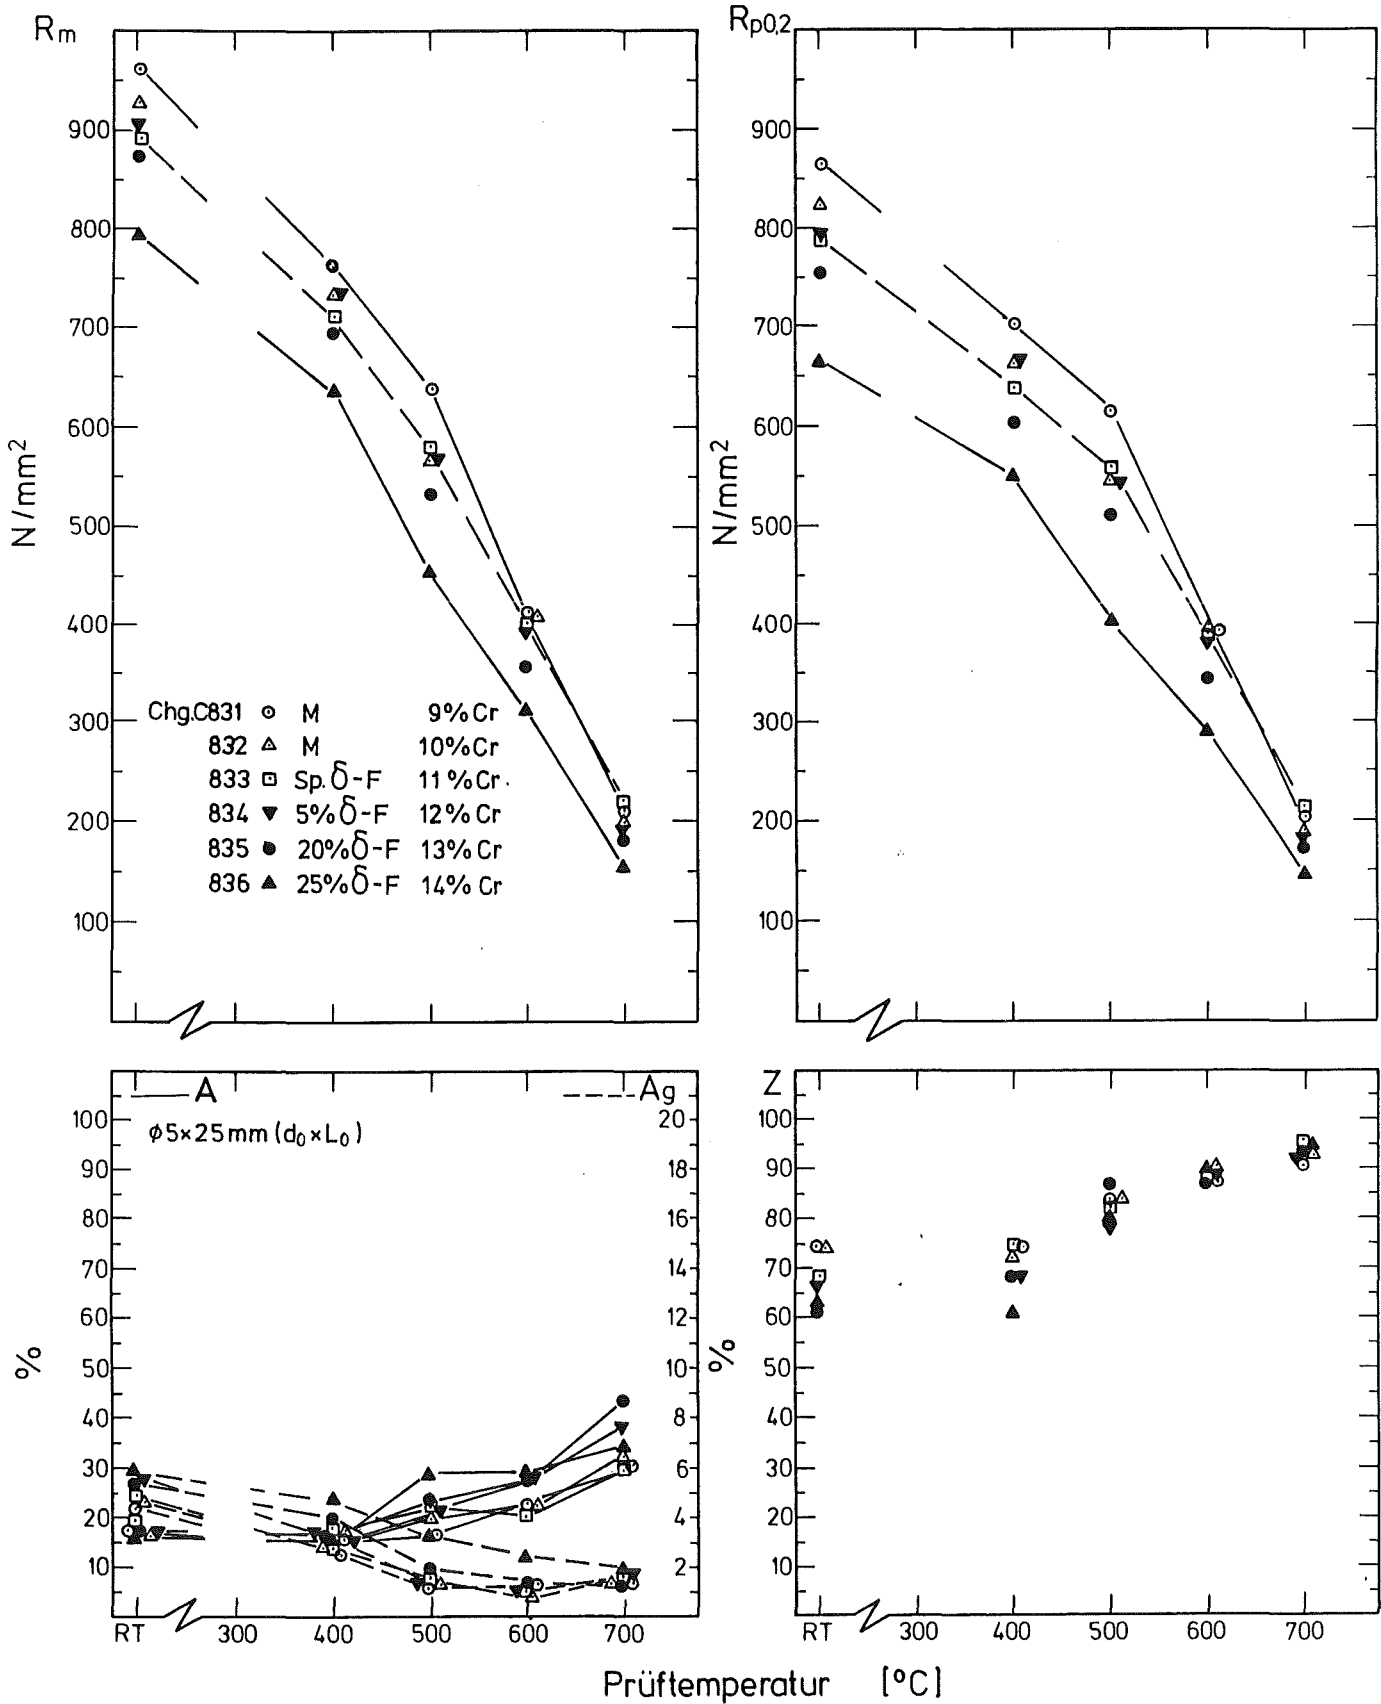 Rm
900
800
700
600
500
400
300
200
100
N/mm²
Chg.C831 ⊙ M 9% Cr
832 △ M 10% Cr
833 ⊡ Sp. δ-F 11% Cr.
834 ▼ 5% δ-F 12% Cr
835 ● 20% δ-F 13% Cr
836 ▲ 25% δ-F 14% Cr
Rp0,2
900
800
700
600
500
400
300
200
100
N/mm²
A
Ag
ϕ5×25mm (d₀×L₀)
100
90
80
70
60
50
40
30
20
10
%
20
18
16
14
12
10
8
6
4
2
%
RT 300 400 500 600 700
Z
100
90
80
70
60
50
40
30
20
10
RT 300 400 500 600 700
Prüftemperatur [°C]